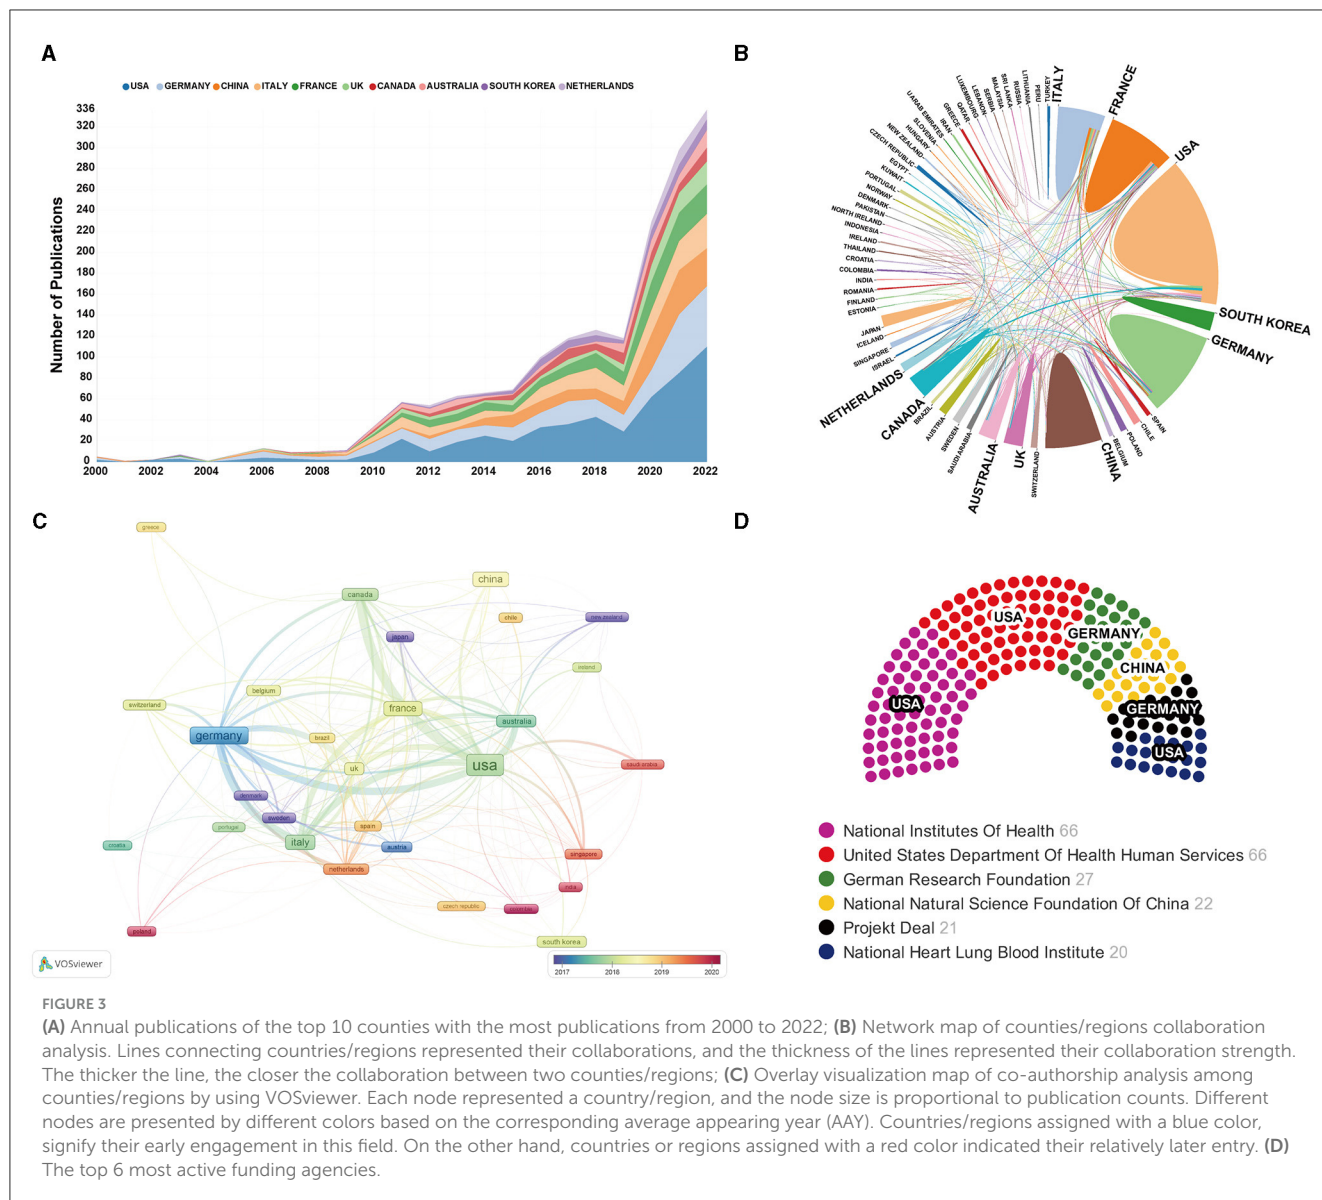 A
USA GERMANY CHINA ITALY FRANCE UK CANADA AUSTRALIA SOUTH KOREA NETHERLANDS
Number of Publications
336
320
300
280
260
240
220
200
180
160
140
120
100
80
60
40
20
0
2000 2002 2004 2006 2008 2010 2012 2014 2016 2018 2020 2022
B
ITALY
FRANCE
USA
SOUTH KOREA
GERMANY
SPAIN
CHILE
POLAND
BELGIUM
CHINA
SWITZERLAND
UK
AUSTRALIA
SAUDI ARABIA
SWEDEN
AUSTRIA
BRAZIL
CANADA
NETHERLANDS
ISRAEL
SINGAPORE
ICELAND
JAPAN
ESTONIA
FINLAND
ROMANIA
INDIA
COLOMBIA
CROATIA
THAILAND
IRELAND
INDONESIA
NORTH IRELAND
PAKISTAN
DENMARK
NORWAY
PORTUGAL
KUWAIT
EGYPT
CZECH REPUBLIC
NEW ZEALAND
HUNGARY
SLOVENIA
UARAB EMIRATES
IRAN
GREECE
QATAR
LUXEMBOURG
LEBANON
SERBIA
MALAYSIA
SRI LANKA
RUSSIA
LITHUANIA
PERU
TURKEY
C
greece
china
canada
chile
new zealand
japan
ireland
belgium
switzerland
france
australia
germany
brazil
usa
uk
saudi arabia
denmark
sweden
portugal
spain
italy
croatia
austria
singapore
netherlands
india
czech republic
poland
south korea
VOSviewer
2017 2018 2019 2020
D
USA
GERMANY
CHINA
USA
GERMANY
USA
National Institutes Of Health 66
United States Department Of Health Human Services 66
German Research Foundation 27
National Natural Science Foundation Of China 22
Projekt Deal 21
National Heart Lung Blood Institute 20
FIGURE 3
(A) Annual publications of the top 10 counties with the most publications from 2000 to 2022; (B) Network map of counties/regions collaboration
analysis. Lines connecting countries/regions represented their collaborations, and the thickness of the lines represented their collaboration strength.
The thicker the line, the closer the collaboration between two counties/regions; (C) Overlay visualization map of co-authorship analysis among
counties/regions by using VOSviewer. Each node represented a country/region, and the node size is proportional to publication counts. Different
nodes are presented by different colors based on the corresponding average appearing year (AAY). Countries/regions assigned with a blue color,
signify their early engagement in this field. On the other hand, countries or regions assigned with a red color indicated their relatively later entry. (D)
The top 6 most active funding agencies.